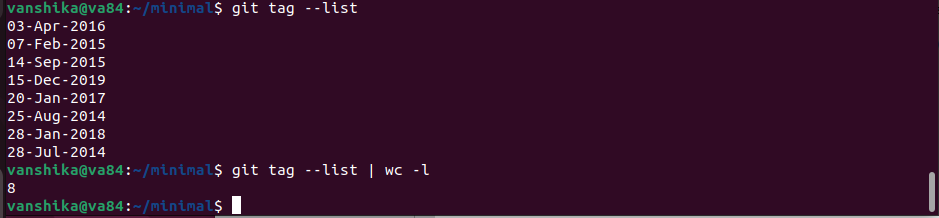 vanshika@va84:~/minimal$ git tag --list
03-Apr-2016
07-Feb-2015
14-Sep-2015
15-Dec-2019
20-Jan-2017
25-Aug-2014
28-Jan-2018
28-Jul-2014
vanshika@va84:~/minimal$ git tag --list | wc -l
8
vanshika@va84:~/minimal$